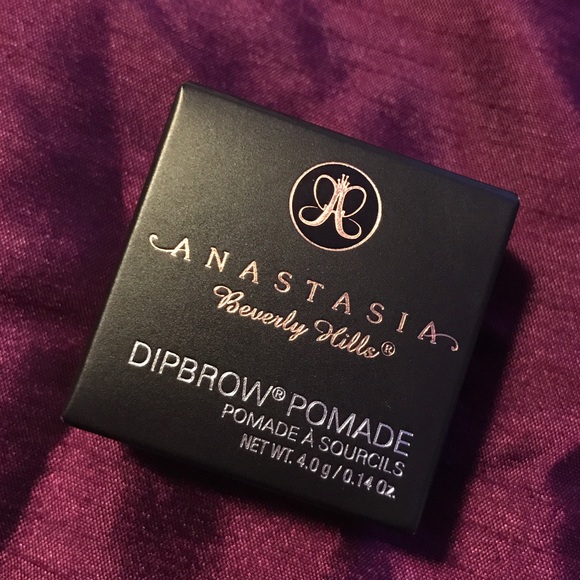 A
ANASTASIA
Beverly Hills®
DIPBROW® POMADE
POMADE À SOURCILS
NET WT. 4.0 g / 0.14 Oz.